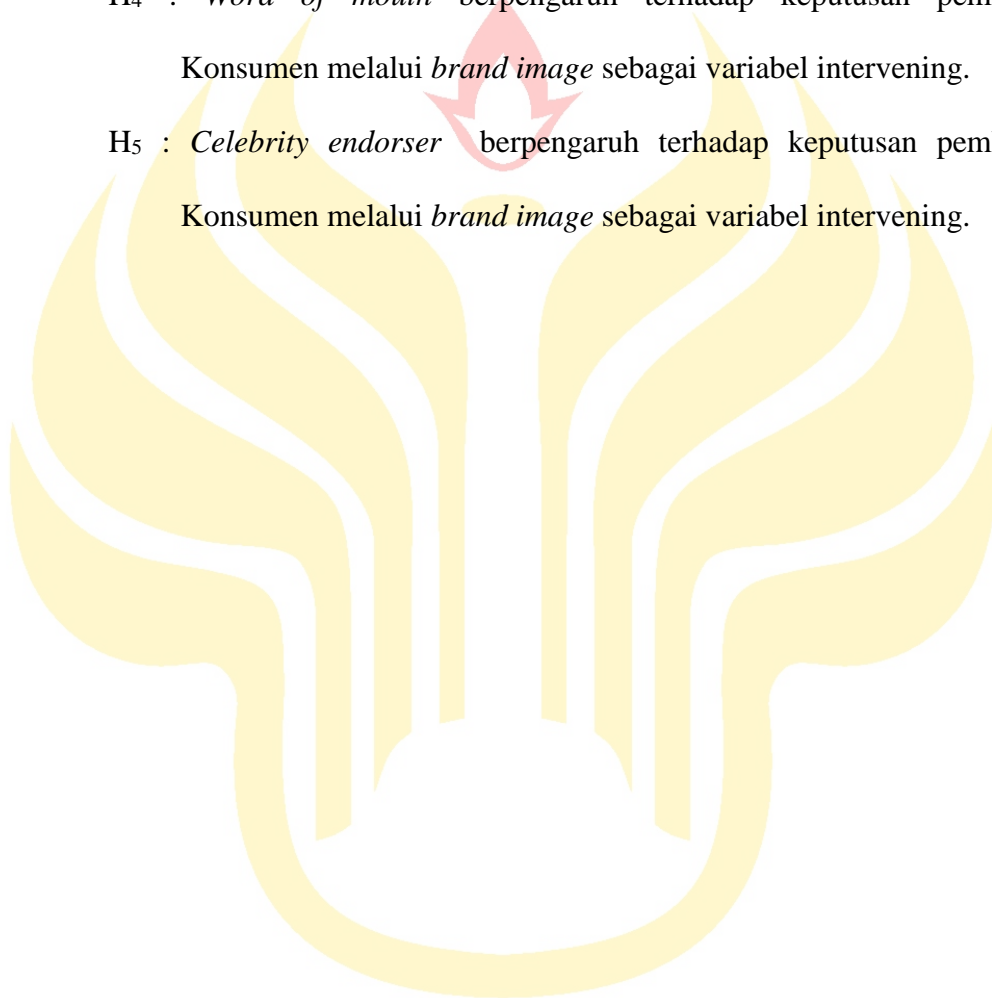 H4 : Word of mouth berpengaruh terhadap keputusan pem
Konsumen melalui brand image sebagai variabel intervening.
H5 : Celebrity endorser berpengaruh terhadap keputusan pem
Konsumen melalui brand image sebagai variabel intervening.